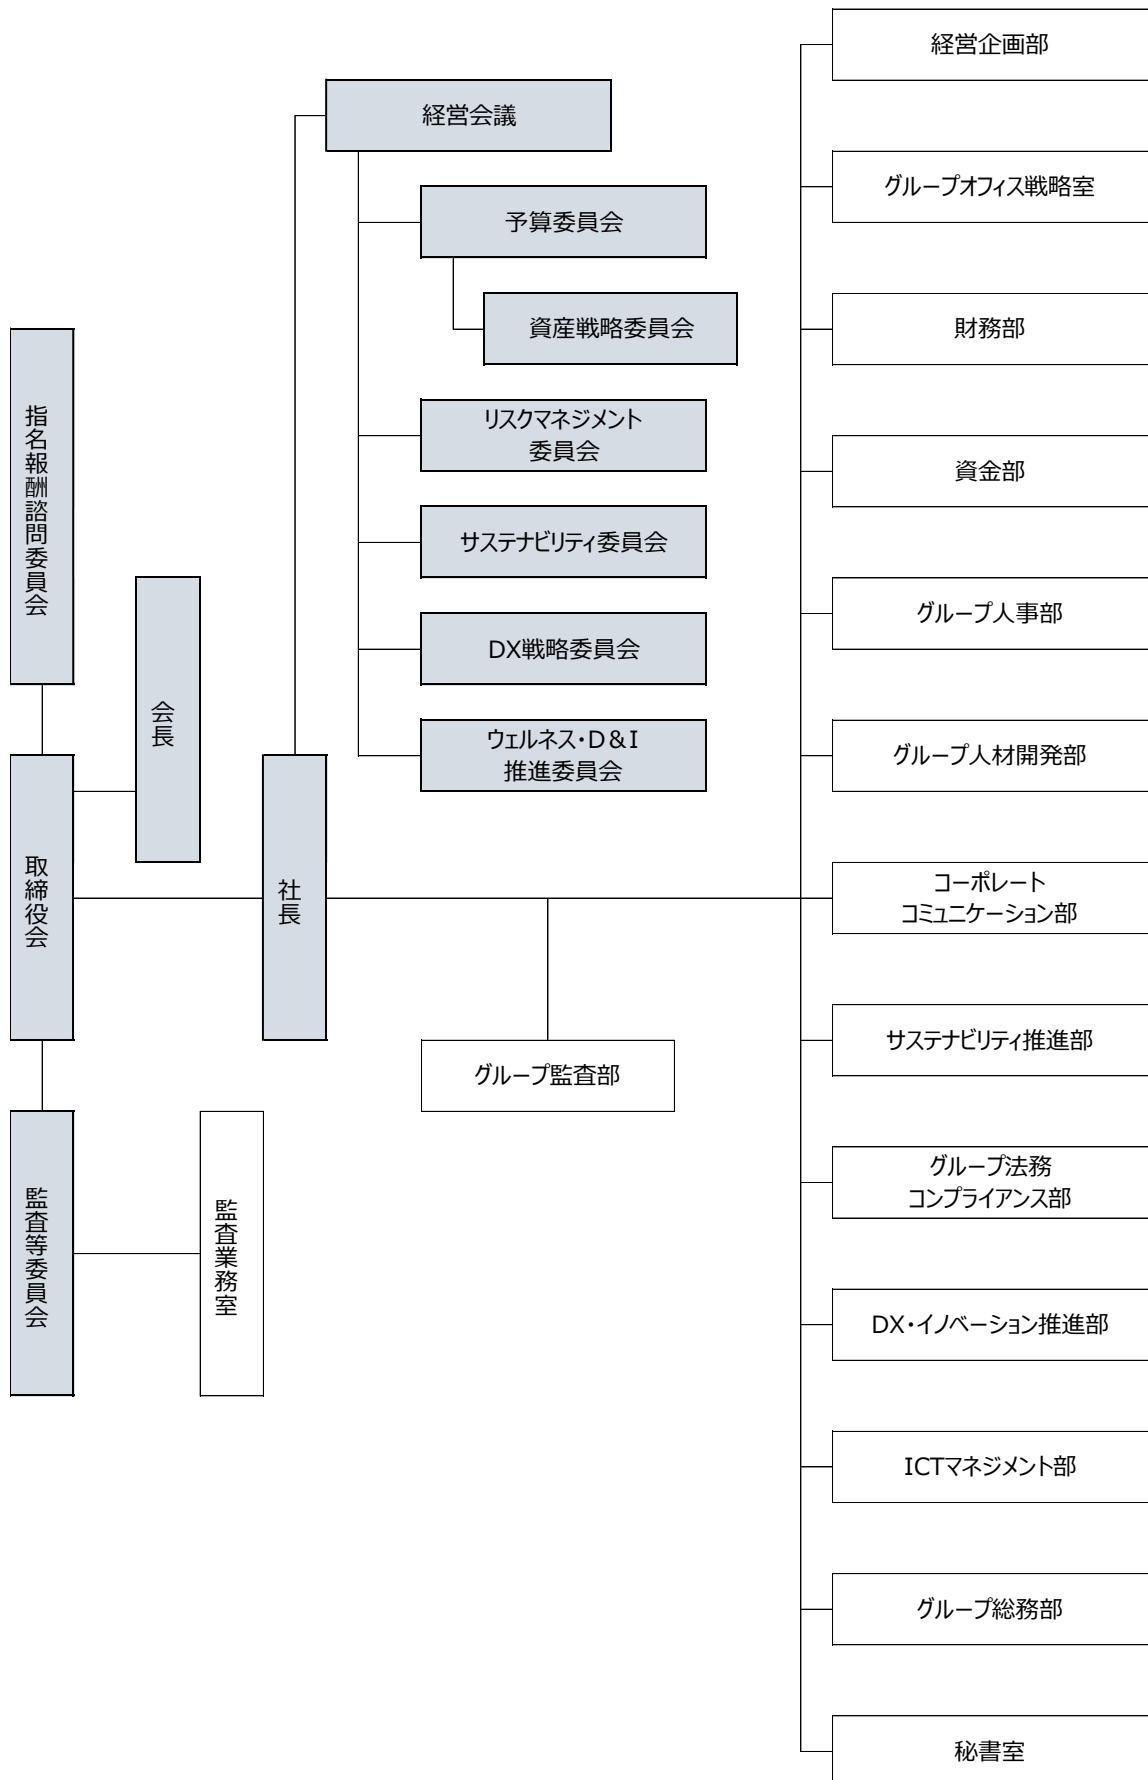 指名報酬諮問委員会
取締役会
監査等委員会
会長
監査業務室
社長
経営会議
予算委員会
資産戦略委員会
リスクマネジメント
委員会
サステナビリティ委員会
DX戦略委員会
ウェルネス・D&I
推進委員会
グループ監査部
経営企画部
グループオフィス戦略室
財務部
資金部
グループ人事部
グループ人材開発部
コーポレート
コミュニケーション部
サステナビリティ推進部
グループ法務
コンプライアンス部
DX・イノベーション推進部
ICTマネジメント部
グループ総務部
秘書室